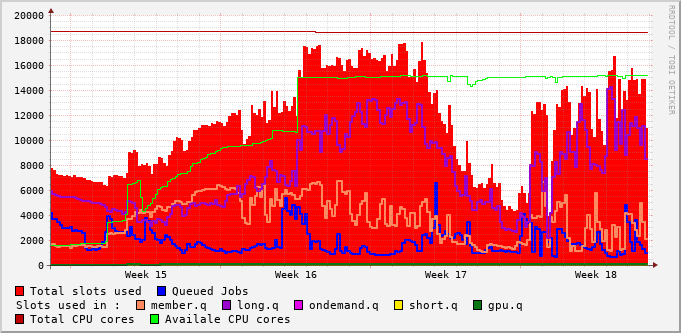 20000
18000
16000
14000
12000
10000
8000
6000
4000
2000
0
Week 15 Week 16 Week 17 Week 18
RRDTOOL / TOBI OETIKER
Total slots used Queued Jobs
Slots used in : member.q long.q ondemand.q short.q gpu.q
Total CPU cores Availale CPU cores